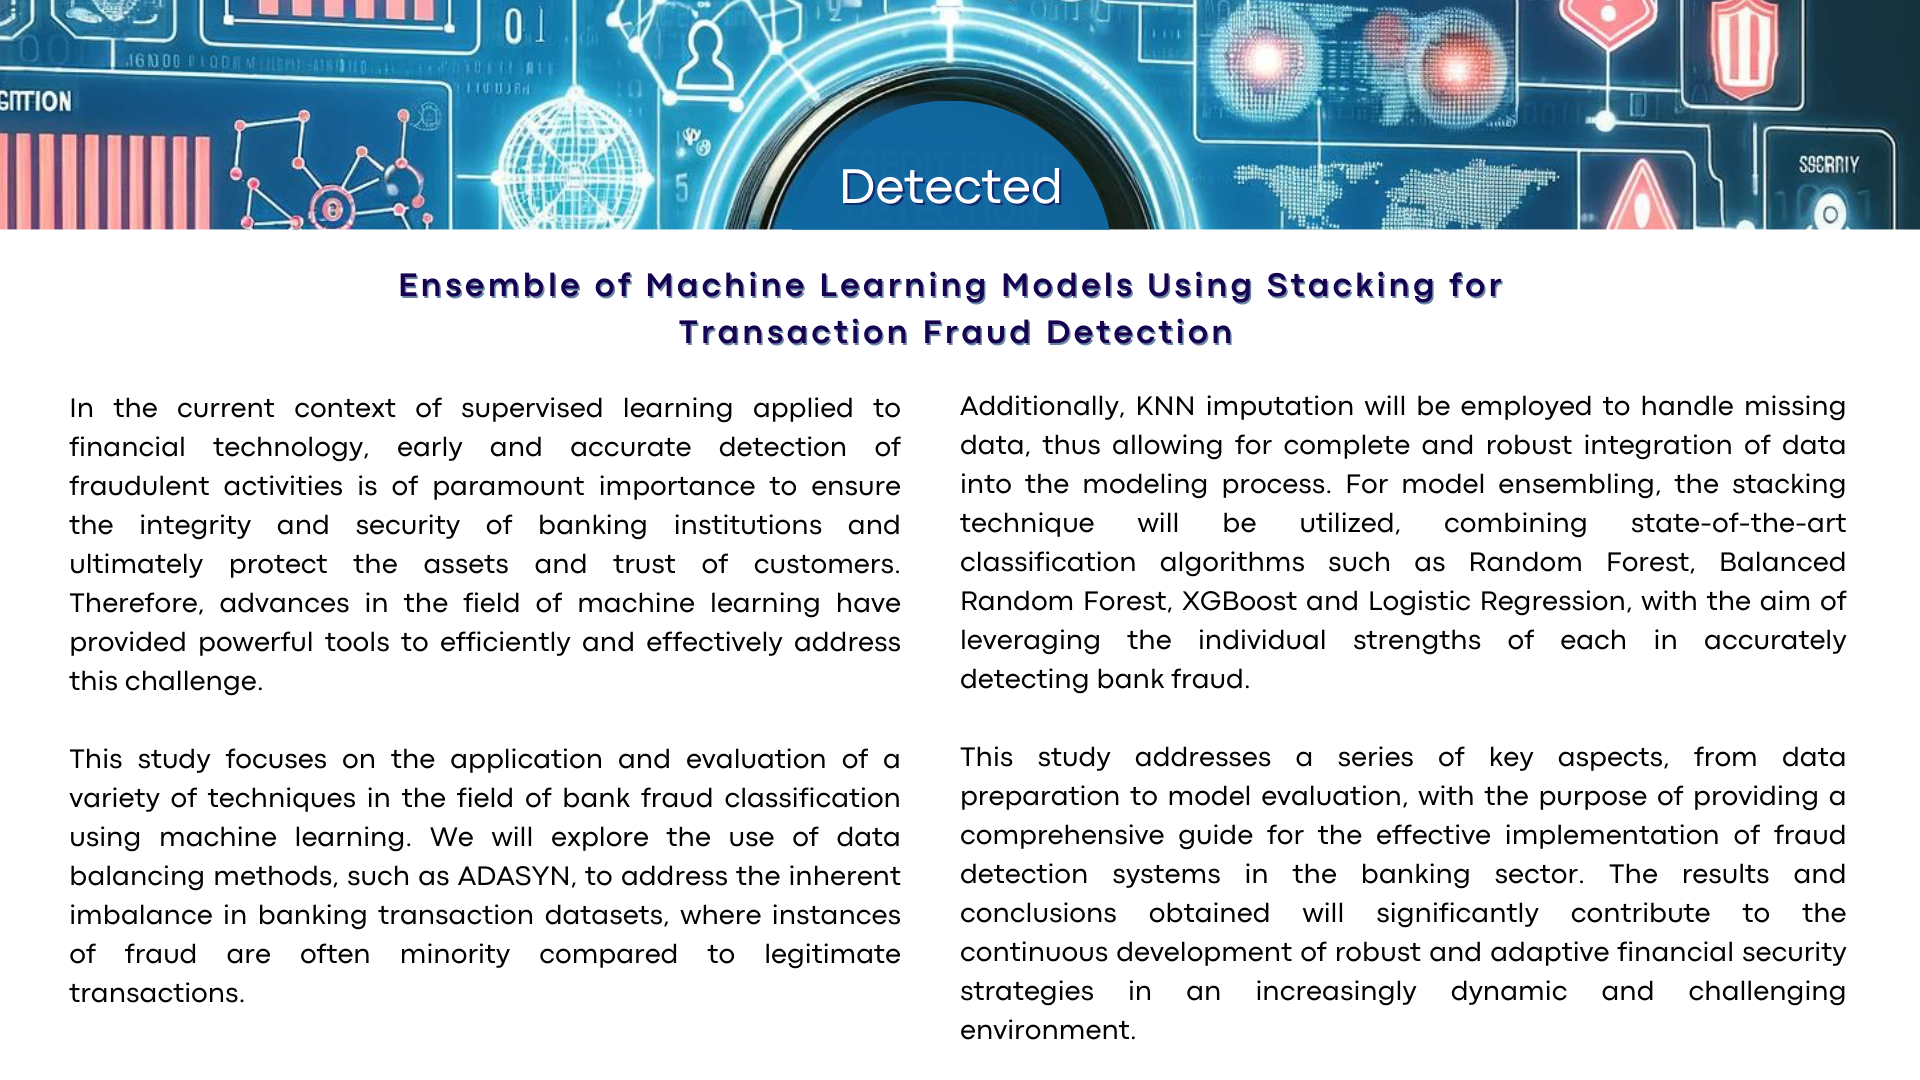 01
GITTION
5
Detected
SSCRRIY
Ensemble of Machine Learning Models Using Stacking for
Transaction Fraud Detection
In the current context of supervised learning applied to
financial technology, early and accurate detection of
fraudulent activities is of paramount importance to ensure
the integrity and security of banking institutions and
ultimately protect the assets and trust of customers.
Therefore, advances in the field of machine learning have
provided powerful tools to efficiently and effectively address
this challenge.
This study focuses on the application and evaluation of a
variety of techniques in the field of bank fraud classification
using machine learning. We will explore the use of data
balancing methods, such as ADASYN, to address the inherent
imbalance in banking transaction datasets, where instances
of fraud are often minority compared to legitimate
transactions.
Additionally, KNN imputation will be employed to handle missing
data, thus allowing for complete and robust integration of data
into the modeling process. For model ensembling, the stacking
technique will be utilized, combining state-of-the-art
classification algorithms such as Random Forest, Balanced
Random Forest, XGBoost and Logistic Regression, with the aim of
leveraging the individual strengths of each in accurately
detecting bank fraud.
This study addresses a series of key aspects, from data
preparation to model evaluation, with the purpose of providing a
comprehensive guide for the effective implementation of fraud
detection systems in the banking sector. The results and
conclusions obtained will significantly contribute to the
continuous development of robust and adaptive financial security
strategies in an increasingly dynamic and challenging
environment.